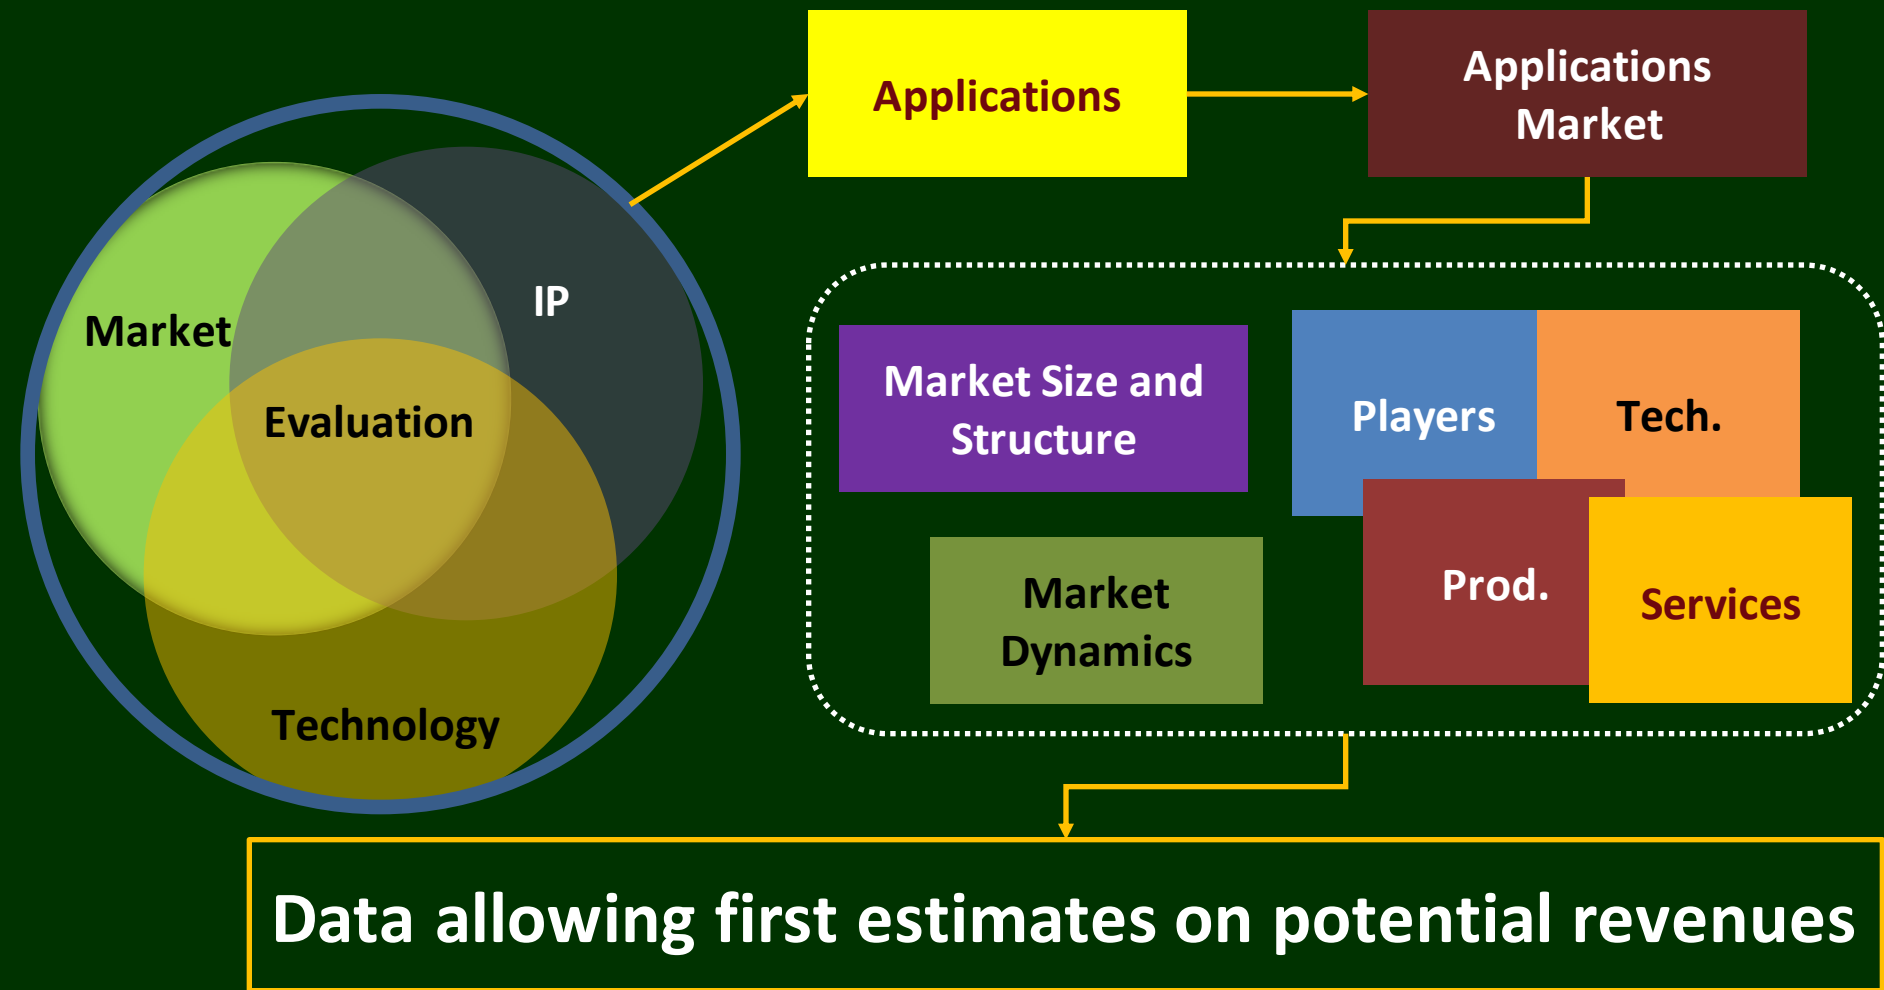 Market
IP
Evaluation
Technology
Applications
Applications
Market
Market Size and
Structure
Players
Tech.
Market
Dynamics
Prod.
Services
Data allowing first estimates on potential revenues